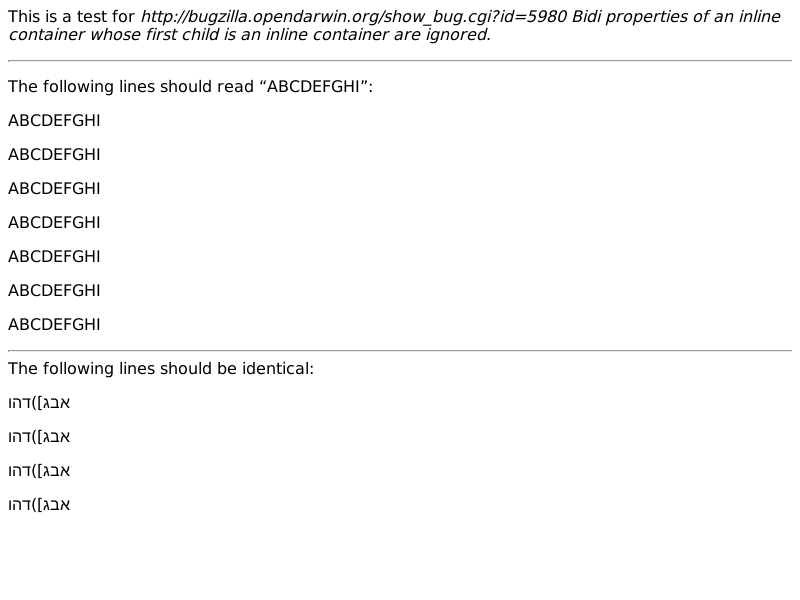 This is a test for http://bugzilla.opendarwin.org/show_bug.cgi?id=5980 Bidi properties of an inline
container whose first child is an inline container are ignored.
The following lines should read “ABCDEFGHI”:
ABCDEFGHI
ABCDEFGHI
ABCDEFGHI
ABCDEFGHI
ABCDEFGHI
ABCDEFGHI
ABCDEFGHI
The following lines should be identical:
אבג])דהו
אבג])דהו
אבג])דהו
אבג])דהו